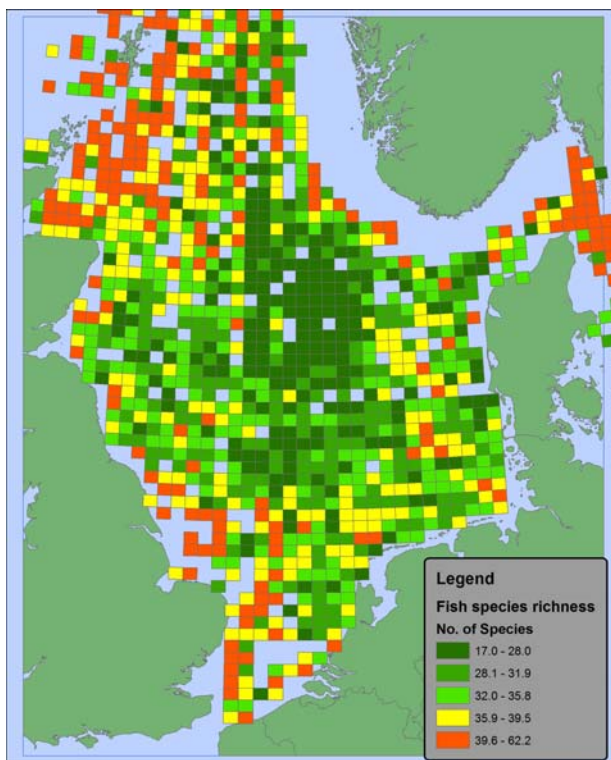 Legend
Fish species richness
No. of Species
17.0 - 28.0
28.1 - 31.9
32.0 - 35.8
35.9 - 39.5
39.6 - 62.2